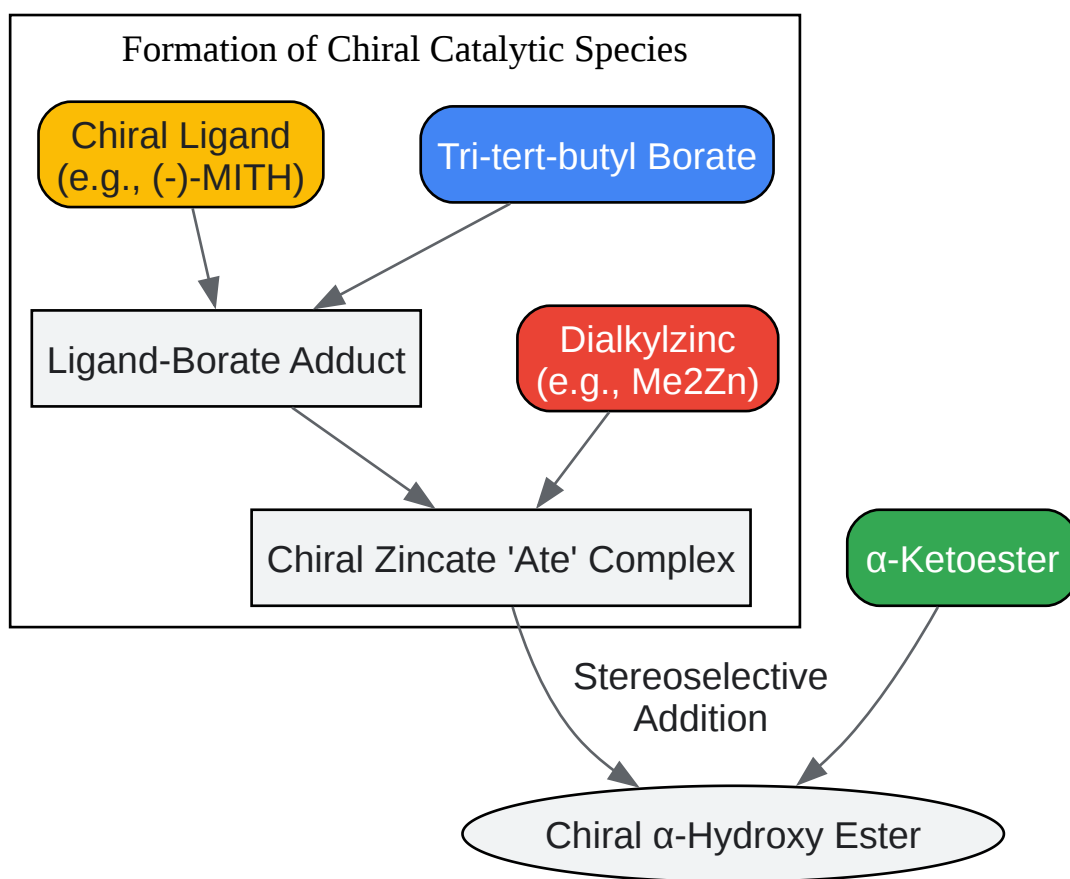 Formation of Chiral Catalytic Species
Chiral Ligand
(e.g., (-)-MITH)
Tri-tert-butyl Borate
Ligand-Borate Adduct
Dialkylzinc
(e.g., Me2Zn)
Chiral Zincate 'Ate' Complex
α-Ketoester
Stereoselective
Addition
Chiral α-Hydroxy Ester